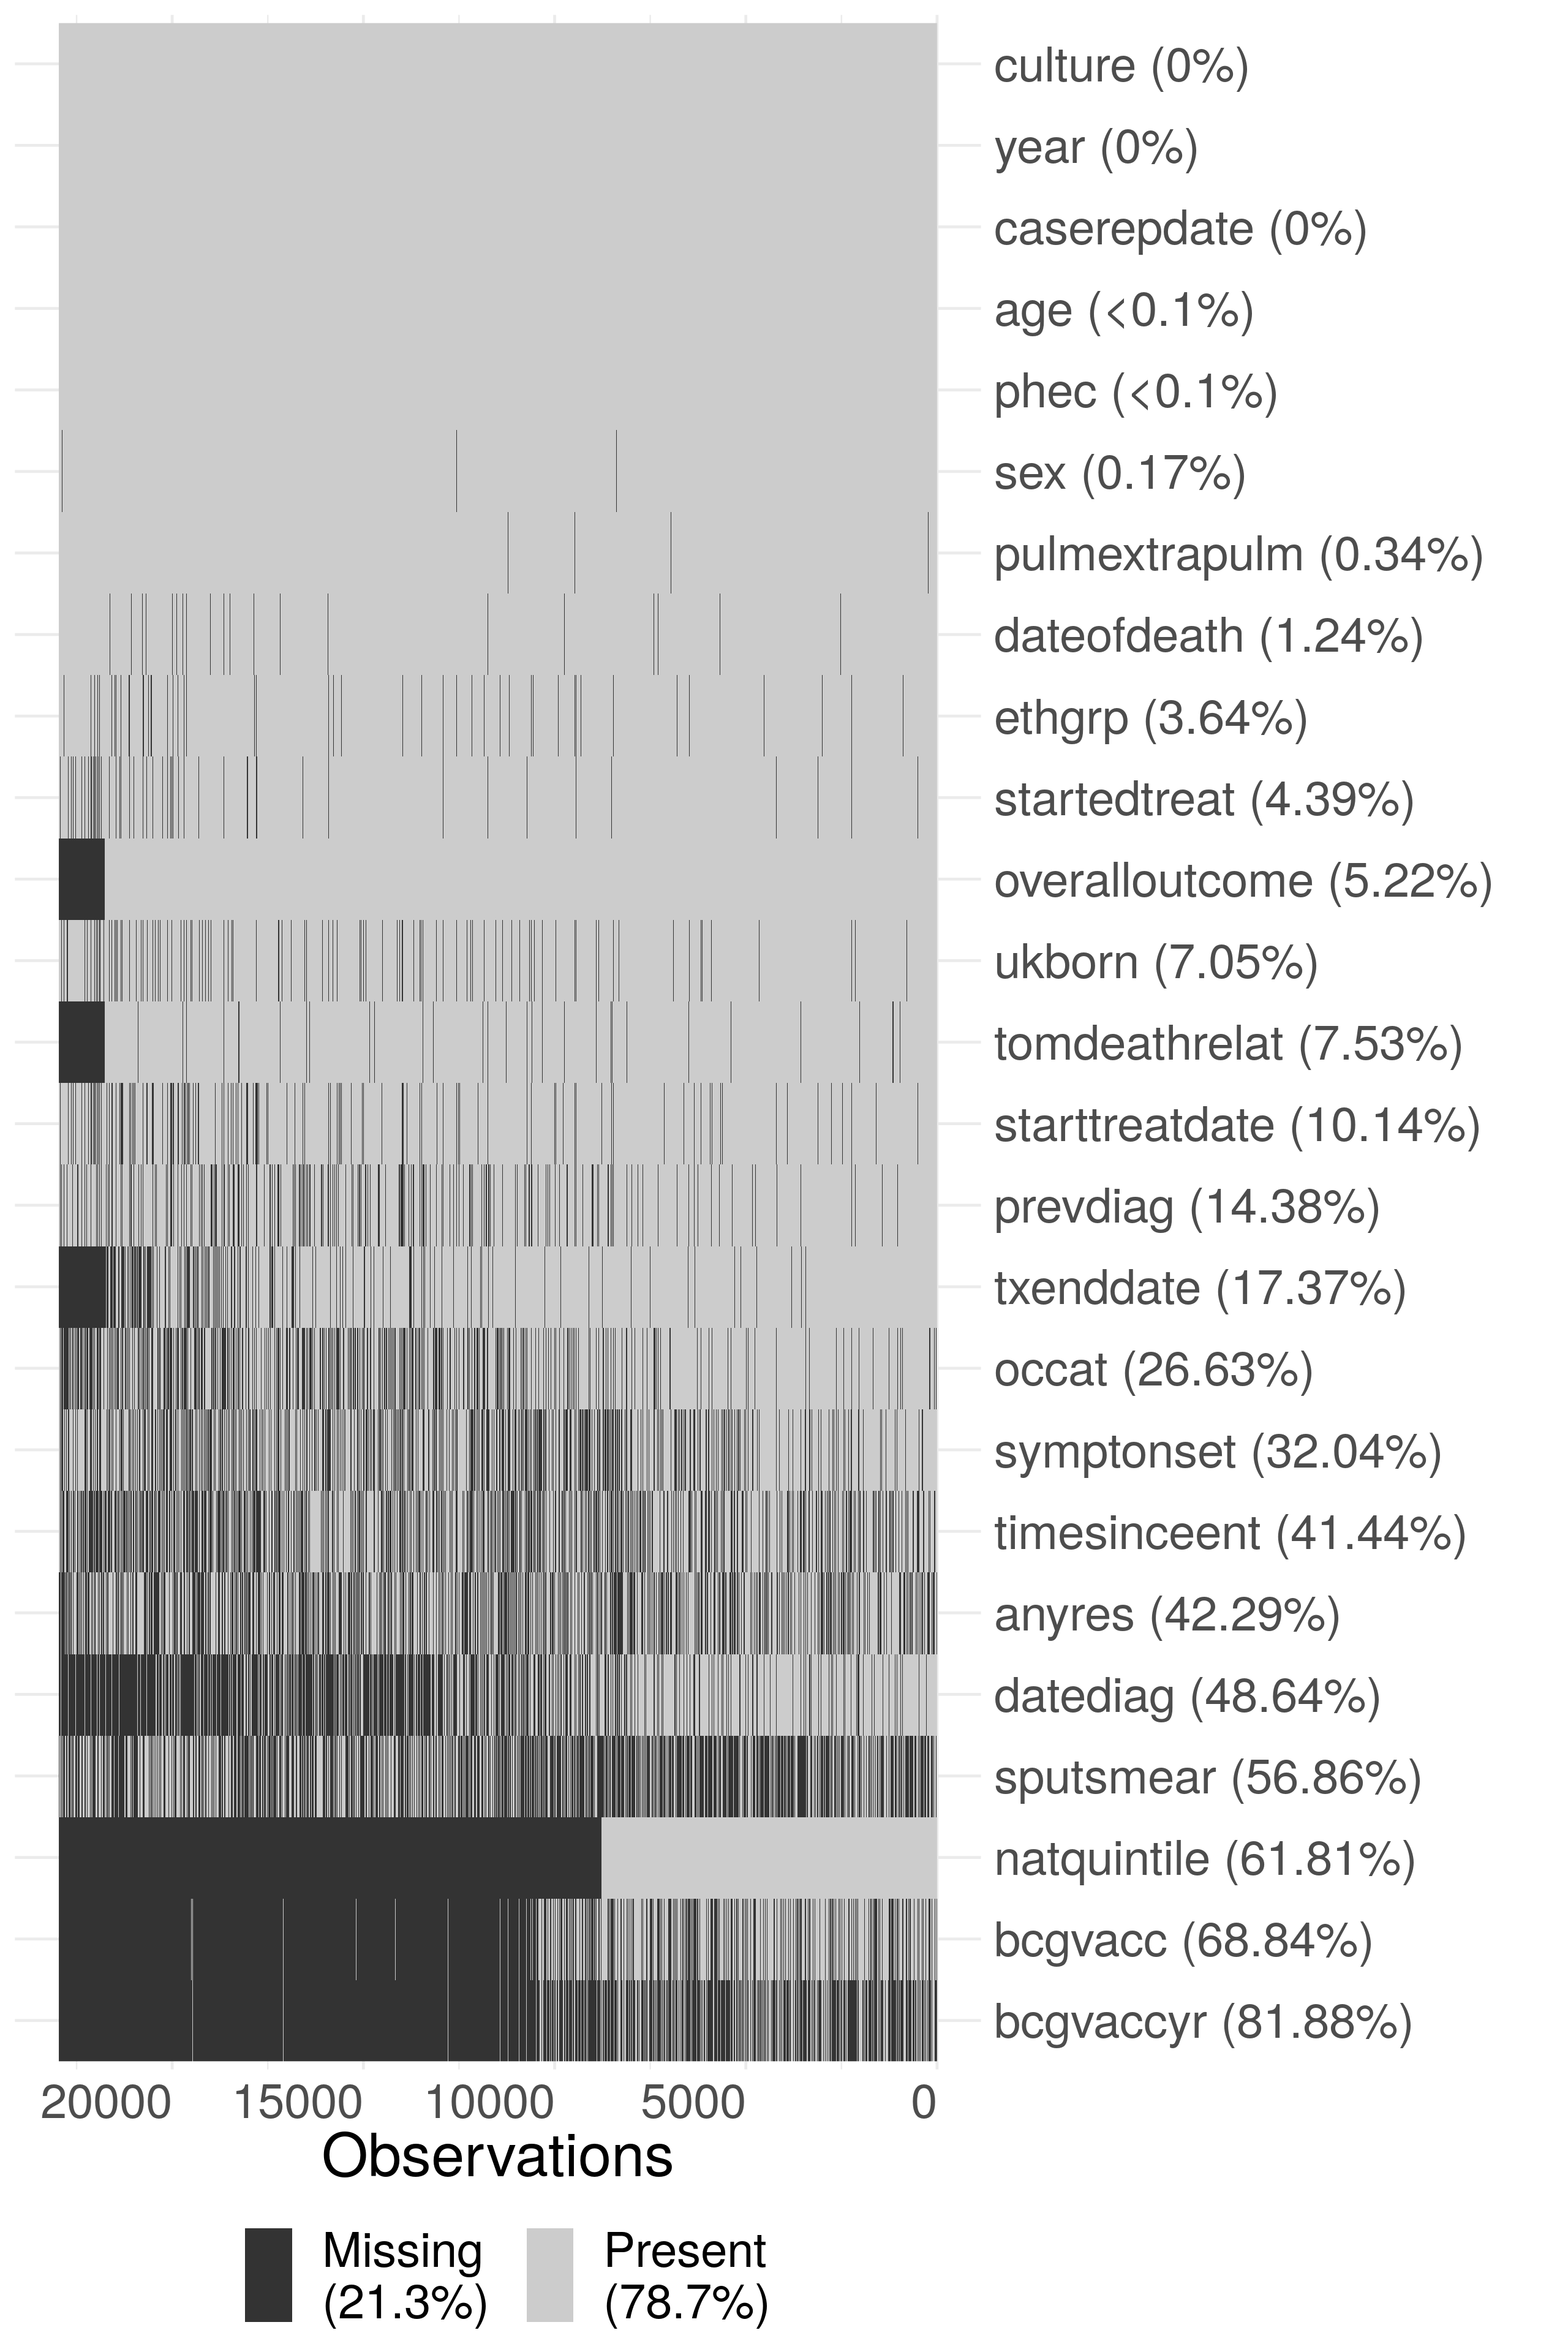 culture (0%)
year (0%)
caserepdate (0%)
age (<0.1%)
phec (<0.1%)
sex (0.17%)
pulmextrapulm (0.34%)
dateofdeath (1.24%)
ethgrp (3.64%)
startedtreat (4.39%)
overalloutcome (5.22%)
ukborn (7.05%)
tomdeathrelat (7.53%)
starttreatdate (10.14%)
prevdiag (14.38%)
txenddate (17.37%)
occat (26.63%)
symptonset (32.04%)
timesinceent (41.44%)
anyres (42.29%)
datediag (48.64%)
sputsmear (56.86%)
natquintile (61.81%)
bcgvacc (68.84%)
bcgvaccyr (81.88%)
20000 15000 10000 5000 0
Observations
Missing
(21.3%)
Present
(78.7%)